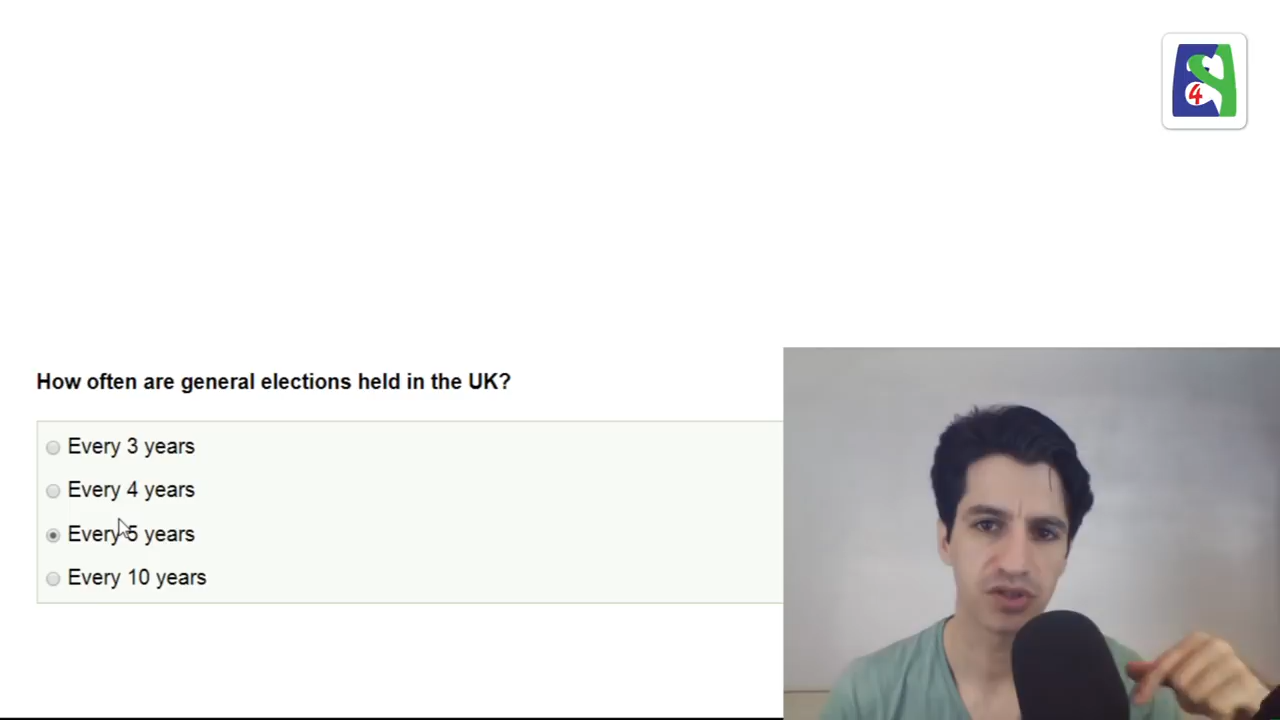 4
How often are general elections held in the UK?
Every 3 years
Every 4 years
Every 5 years
Every 10 years